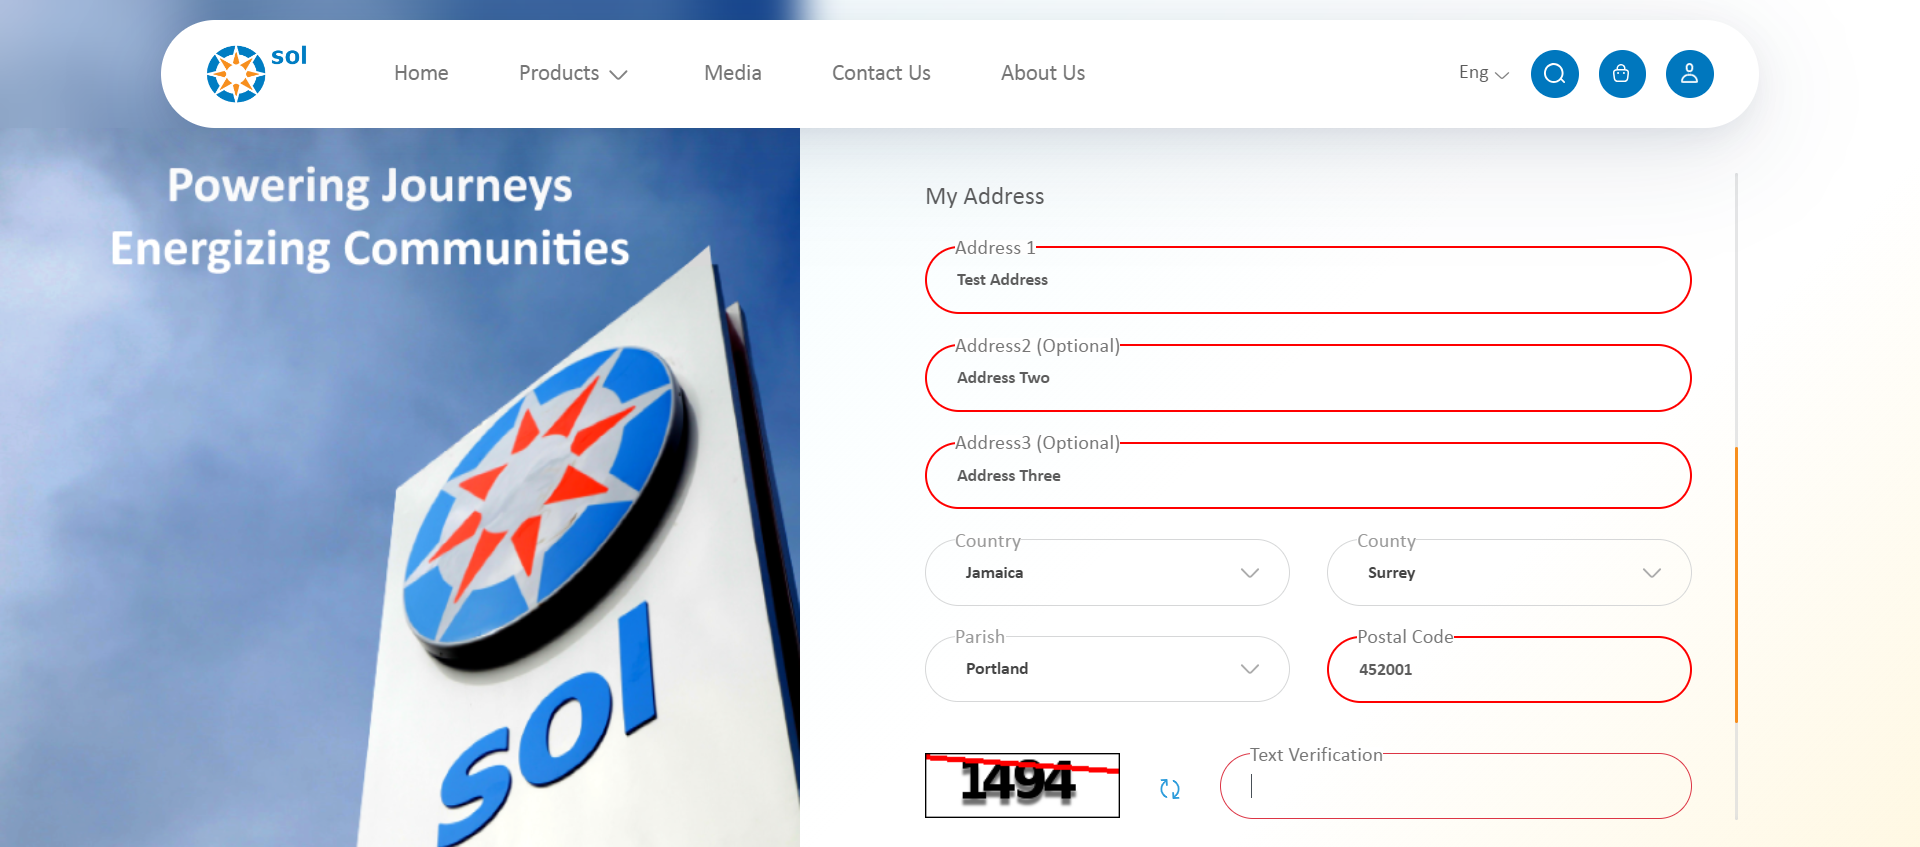 sol
Home
Products
Media
Contact Us
About Us
Eng
Powering Journeys
Energizing Communities
sol
My Address
Address 1
Test Address
Address2 (Optional)
Address Two
Address3 (Optional)
Address Three
Country
Jamaica
County
Surrey
Parish
Portland
Postal Code
452001
1494
Text Verification